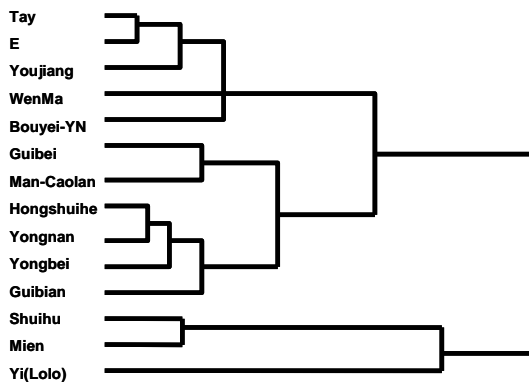 Tay
E
Youjiang
WenMa
Bouyei-YN
Guibei
Man-Caolan
Hongshuihe
Yongnan
Yongbei
Guibian
Shuihu
Mien
Yi(Lolo)